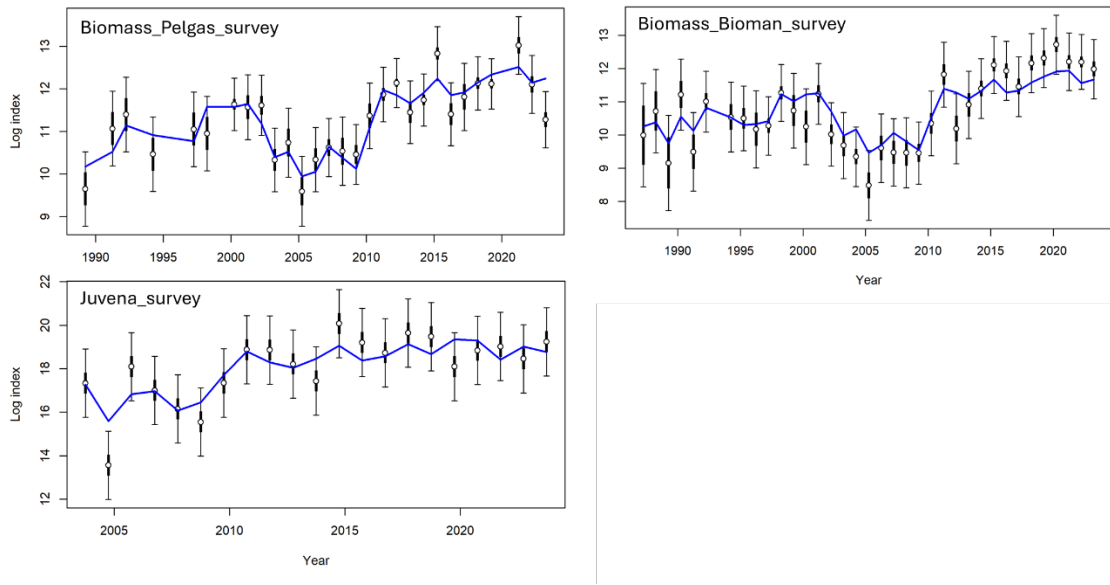 Biomass_Pelgas_survey
Log index
13
12
11
10
9
1990 1995 2000 2005 2010 2015 2020
Biomass_Bioman_survey
Log index
13
12
11
10
9
8
1990 1995 2000 2005 2010 2015 2020
Year
Juvena_survey
Log index
22
20
18
16
14
12
2005 2010 2015 2020
Year